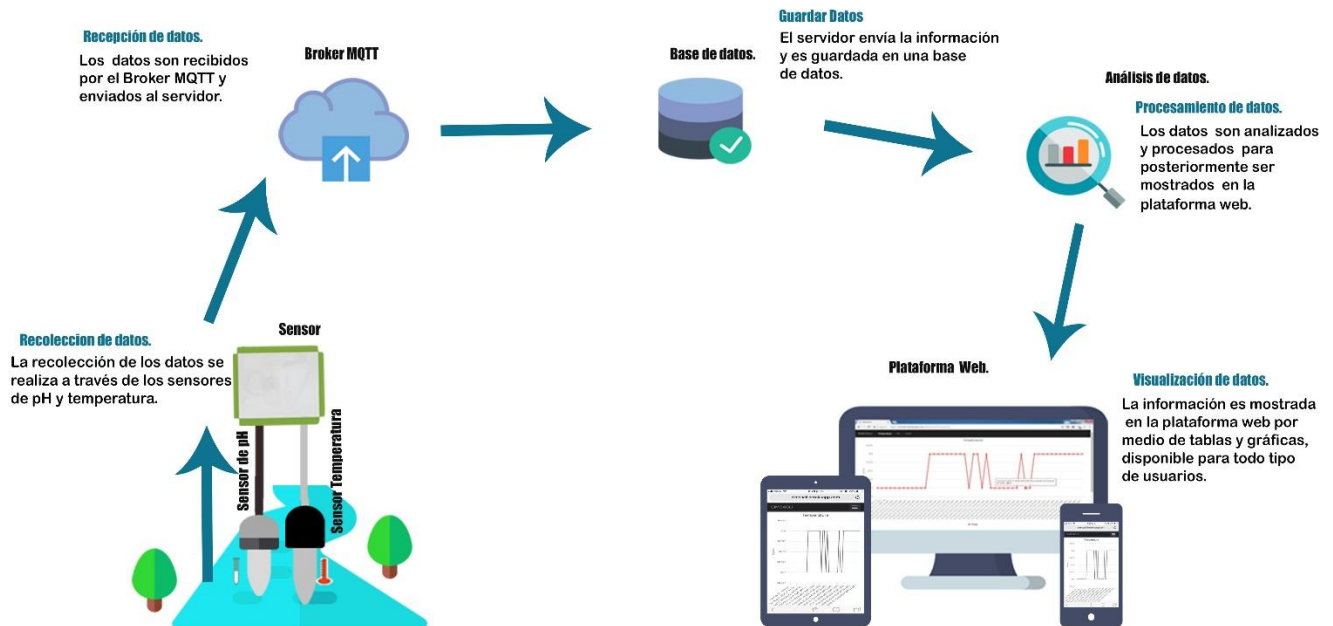 Recepción de datos.
Los datos son recibidos
por el Broker MQTT y
enviados al servidor.
Broker MQTT
Base de datos.
Guardar Datos
El servidor envía la información
y es guardada en una base
de datos.
Análisis de datos.
Procesamiento de datos.
Los datos son analizados
y procesados para
posteriormente ser
mostrados en la
plataforma web.
Recoleccion de datos.
La recolección de los datos se
realiza a través de los sensores
de pH y temperatura.
Sensor
Sensor de pH
Sensor Temperatura
Plataforma Web.
Visualización de datos.
La información es mostrada
en la plataforma web por
medio de tablas y gráficas,
disponible para todo tipo
de usuarios.